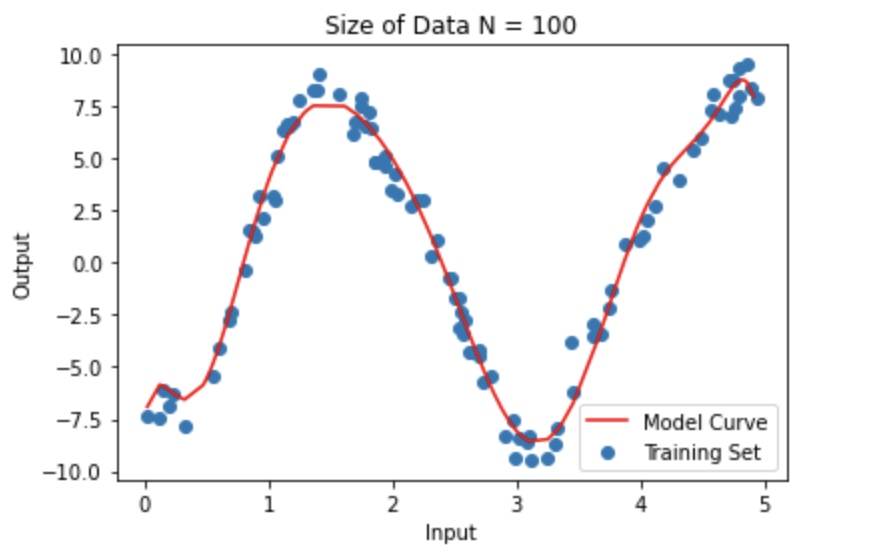 Size of Data N = 100
Output
10.0
7.5
5.0
2.5
0.0
−2.5
−5.0
−7.5
−10.0
Model Curve
Training Set
0 1 2 3 4 5
Input